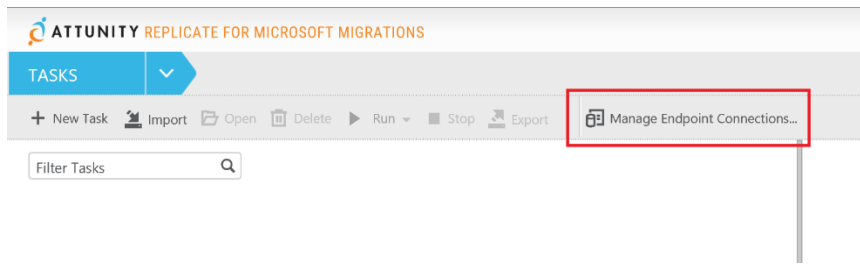 ATTUNITY REPLICATE FOR MICROSOFT MIGRATIONS
TASKS
New Task Import Open Delete Run Stop Export Manage Endpoint Connections...
Filter Tasks